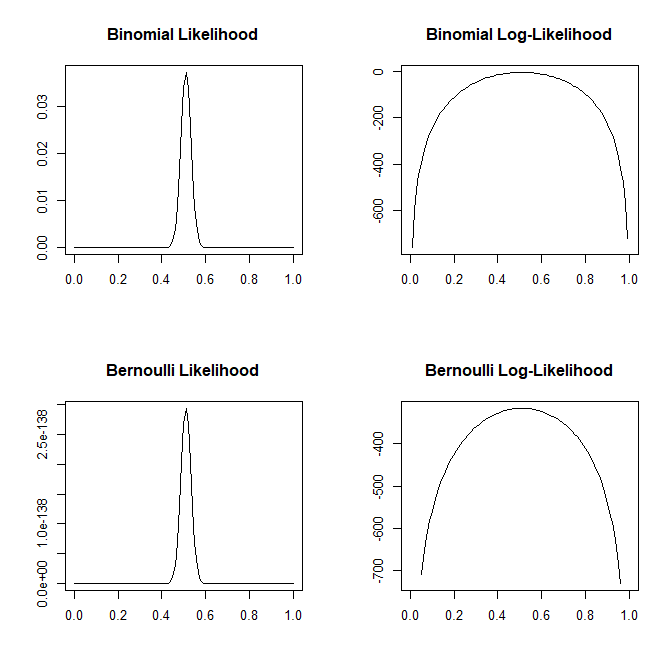 Binomial Likelihood
0.00 0.01 0.02 0.03
0.0 0.2 0.4 0.6 0.8 1.0
Binomial Log-Likelihood
-600 -400 -200 0
0.0 0.2 0.4 0.6 0.8 1.0
Bernoulli Likelihood
0.0e+00 1.0e-138 2.5e-138
0.0 0.2 0.4 0.6 0.8 1.0
Bernoulli Log-Likelihood
-700 -600 -500 -400
0.0 0.2 0.4 0.6 0.8 1.0